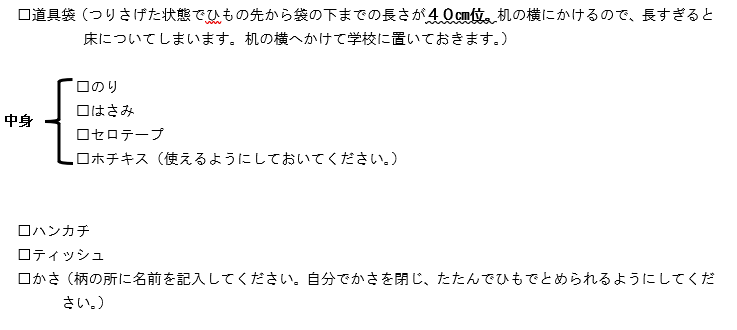 □道具袋（つりさげた状態でひもの先から袋の下までの長さが４０㎝位。机の横にかけるので、長すぎると
床についてしまいます。机の横へかけて学校に置いておきます。）
□のり
□はさみ
中身
□セロテープ
□ホチキス（使えるようにしておいてください。）
□ハンカチ
□ティッシュ
□かさ（柄の所に名前を記入してください。自分でかさを閉じ、たたんでひもでとめられるようにしてくだ
さい。）